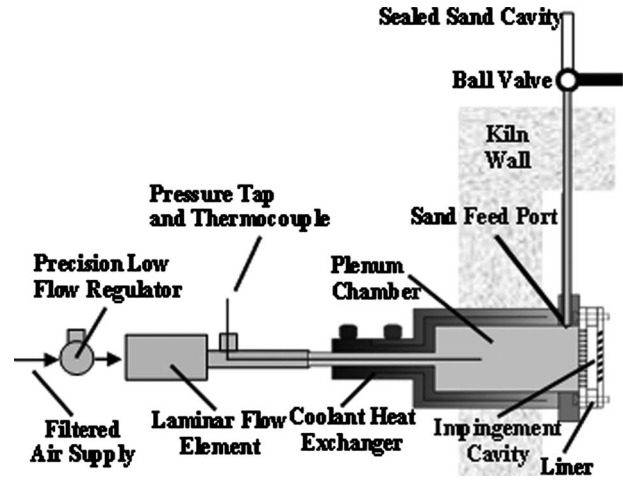 Sealed Sand Cavity
Ball Valve
Kiln
Wall
Pressure Tap
and Thermocouple
Sand Feed Port
Precision Low
Flow Regulator
Plenum
Chamber
Filtered
Air Supply
Laminar Flow
Element
Coolant Heat
Exchanger
Impingement
Cavity
Liner